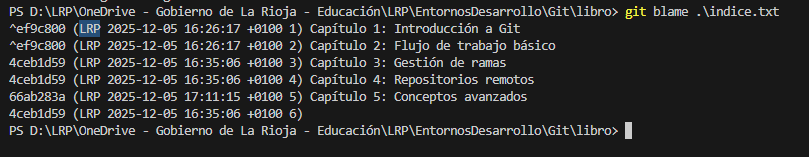 PS D:\LRP\OneDrive - Gobierno de La Rioja - Educación\LRP\EntornosDesarrollo\Git\libro> git blame .\indice.txt
^ef9c800 (LRP 2025-12-05 16:26:17 +0100 1) Capítulo 1: Introducción a Git
^ef9c800 (LRP 2025-12-05 16:26:17 +0100 2) Capítulo 2: Flujo de trabajo básico
4ceb1d59 (LRP 2025-12-05 16:35:06 +0100 3) Capítulo 3: Gestión de ramas
4ceb1d59 (LRP 2025-12-05 16:35:06 +0100 4) Capítulo 4: Repositorios remotos
66ab283a (LRP 2025-12-05 17:11:15 +0100 5) Capítulo 5: Conceptos avanzados
4ceb1d59 (LRP 2025-12-05 16:35:06 +0100 6)
PS D:\LRP\OneDrive - Gobierno de La Rioja - Educación\LRP\EntornosDesarrollo\Git\libro>